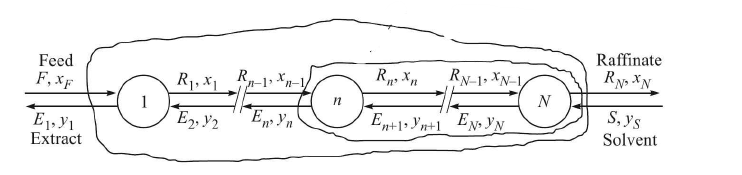 Feed
F, x_F
R_1, x_1
R_{n-1}, x_{n-1}
R_n, x_n
R_{N-1}, x_{N-1}
Raffinate
R_N, x_N
1
n
N
E_1, y_1
Extract
E_2, y_2
E_n, y_n
E_{n+1}, y_{n+1}
E_N, y_N
S, y_S
Solvent